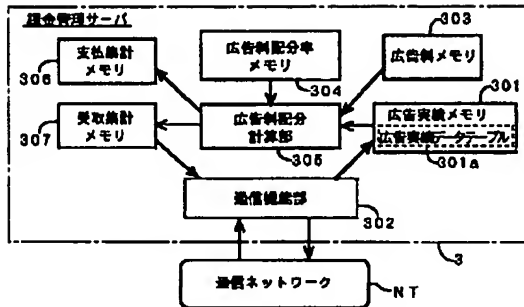 課金管理サーバ
支払集計
メモリ
306
広告料配分率
メモリ
304
303
広告料メモリ
受取集計
メモリ
307
広告料配分
計算部
305
301
広告実績メモリ
広告実績データテーブル
301a
通信機能部
302
3
通信ネットワーク
NT